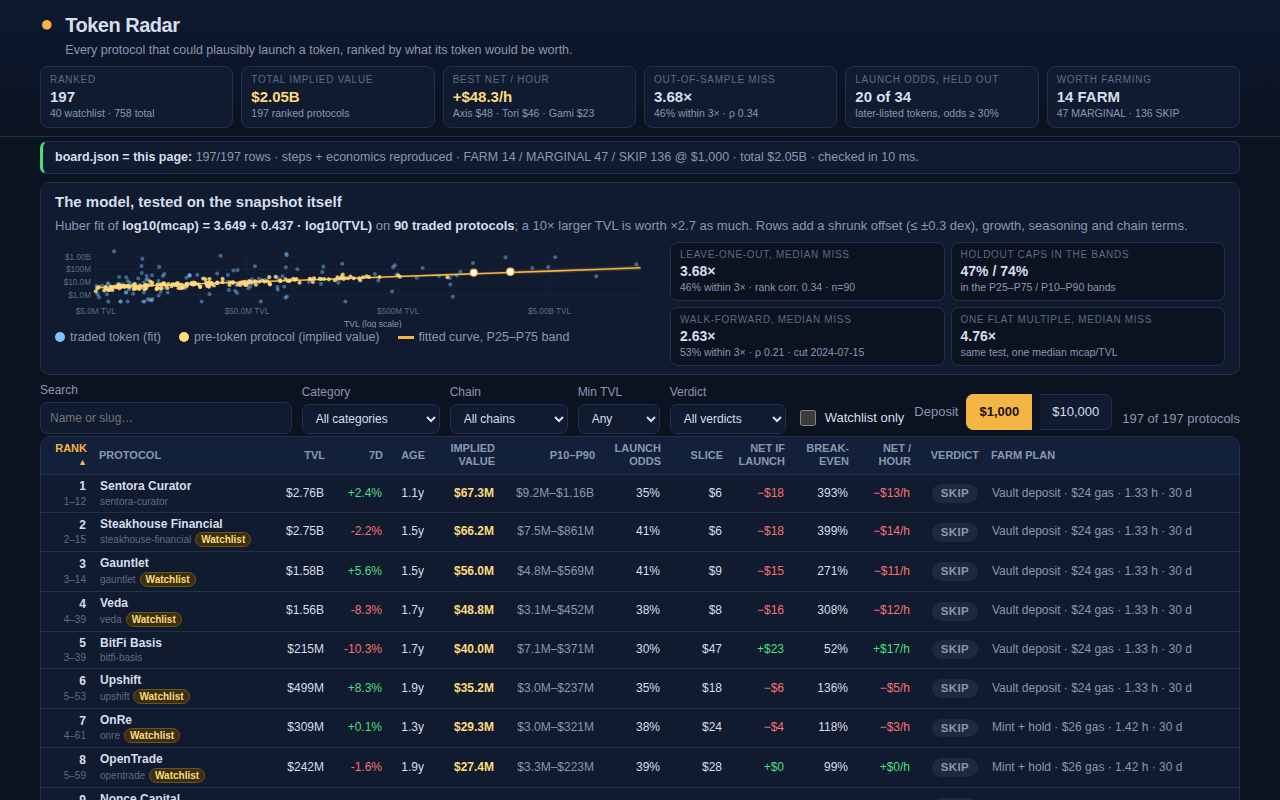 Token Radar
Every protocol that could plausibly launch a token, ranked by what its token would be worth.
RANKED
197
40 watchlist · 758 total
TOTAL IMPLIED VALUE
$2.05B
197 ranked protocols
BEST NET / HOUR
+$48.3/h
Axis $48 · Tori $46 · Gami $23
OUT-OF-SAMPLE MISS
3.68×
46% within 3× · ρ 0.34
LAUNCH ODDS, HELD OUT
20 of 34
later-listed tokens, odds ≥ 30%
WORTH FARMING
14 FARM
47 MARGINAL · 136 SKIP
board.json = this page: 197/197 rows · steps + economics reproduced · FARM 14 / MARGINAL 47 / SKIP 136 @ $1,000 · total $2.05B · checked in 10 ms.
The model, tested on the snapshot itself
Huber fit of log10(mcap) = 3.649 + 0.437 · log10(TVL) on 90 traded protocols; a 10× larger TVL is worth ×2.7 as much. Rows add a shrunk offset (≤ ±0.3 dex), growth, seasoning and chain terms.
$1.00B
$100M
$10.0M
$1.0M
$5.0M TVL
$50.0M TVL
$500M TVL
$5.00B TVL
TVL (log scale)
traded token (fit)
pre-token protocol (implied value)
fitted curve, P25–P75 band
LEAVE-ONE-OUT, MEDIAN MISS
3.68×
46% within 3× · rank corr. 0.34 · n=90
HOLDOUT CAPS IN THE BANDS
47% / 74%
in the P25–P75 / P10–P90 bands
WALK-FORWARD, MEDIAN MISS
2.63×
53% within 3× · ρ 0.21 · cut 2024-07-15
ONE FLAT MULTIPLE, MEDIAN MISS
4.76×
same test, one median mcap/TVL
Search
Name or slug…
Category
All categories
Chain
All chains
Min TVL
Any
Verdict
All verdicts
Watchlist only
Deposit
$1,000
$10,000
197 of 197 protocols
RANK ▲ PROTOCOL TVL 7D AGE IMPLIED VALUE P10–P90 LAUNCH ODDS SLICE NET IF LAUNCH BREAK-EVEN NET / HOUR VERDICT FARM PLAN
1 Sentora Curator $2.76B +2.4% 1.1y $67.3M $9.2M–$1.16B 35% $6 −$18 393% −$13/h SKIP Vault deposit · $24 gas · 1.33 h · 30 d
1–12 sentora-curator
2 Steakhouse Financial $2.75B -2.2% 1.5y $66.2M $7.5M–$861M 41% $6 −$18 399% −$14/h SKIP Vault deposit · $24 gas · 1.33 h · 30 d
2–15 steakhouse-financial Watchlist
3 Gauntlet $1.58B +5.6% 1.5y $56.0M $4.8M–$569M 41% $9 −$15 271% −$11/h SKIP Vault deposit · $24 gas · 1.33 h · 30 d
3–14 gauntlet Watchlist
4 Veda $1.56B -8.3% 1.7y $48.8M $3.1M–$452M 38% $8 −$16 308% −$12/h SKIP Vault deposit · $24 gas · 1.33 h · 30 d
4–39 veda Watchlist
5 BitFi Basis $215M -10.3% 1.7y $40.0M $7.1M–$371M 30% $47 +$23 52% +$17/h SKIP Vault deposit · $24 gas · 1.33 h · 30 d
3–39 bitfi-basis
6 Upshift $499M +8.3% 1.9y $35.2M $3.0M–$237M 35% $18 −$6 136% −$5/h SKIP Vault deposit · $24 gas · 1.33 h · 30 d
5–53 upshift Watchlist
7 OnRe $309M +0.1% 1.3y $29.3M $3.0M–$321M 38% $24 −$4 118% −$3/h SKIP Mint + hold · $26 gas · 1.42 h · 30 d
4–61 onre Watchlist
8 OpenTrade $242M -1.6% 1.9y $27.4M $3.3M–$223M 39% $28 +$0 99% +$0/h SKIP Mint + hold · $26 gas · 1.42 h · 30 d
5–59 opentrade Watchlist
9 Nonce Capital